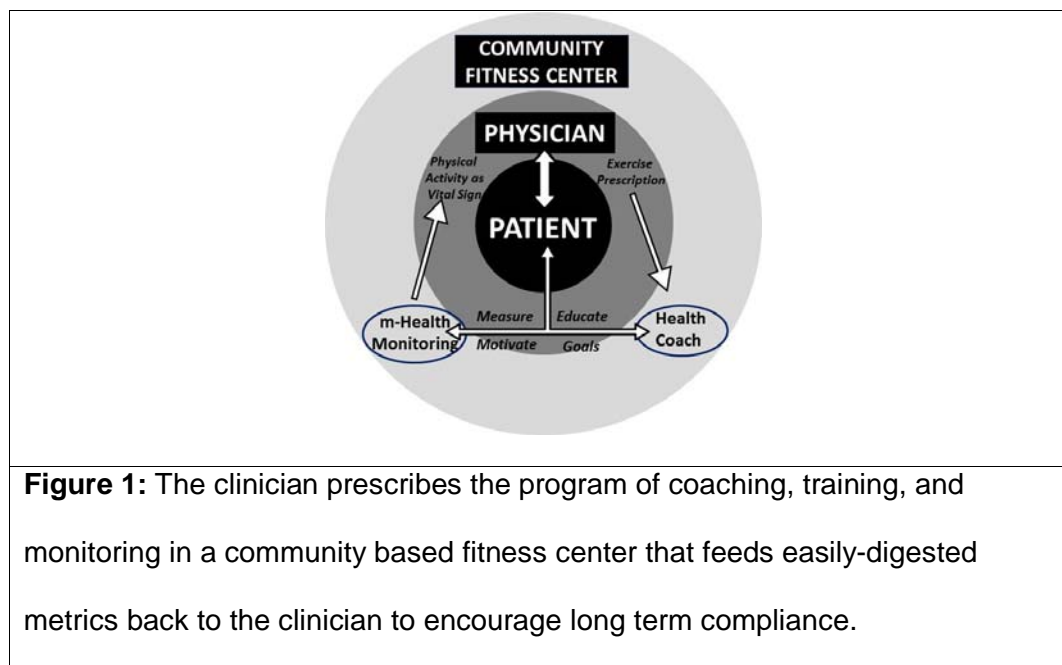 COMMUNITY
FITNESS CENTER
PHYSICIAN
Physical
Activity as
Vital Sign
Exercise
Prescription
PATIENT
m-Health
Monitoring
Measure
Educate
Motivate
Goals
Health
Coach
Figure 1: The clinician prescribes the program of coaching, training, and
monitoring in a community based fitness center that feeds easily-digested
metrics back to the clinician to encourage long term compliance.